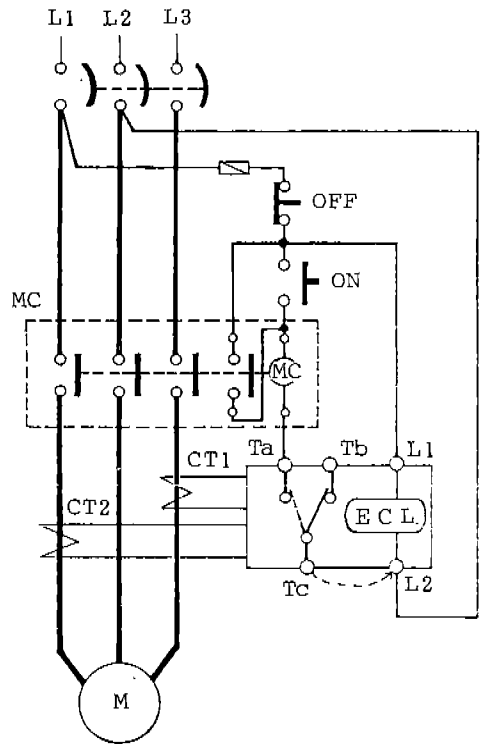 L1 L2 L3
OFF
ON
MC
MC
Ta Tb L1
CT1
CT2
E C L
Tc L2
M